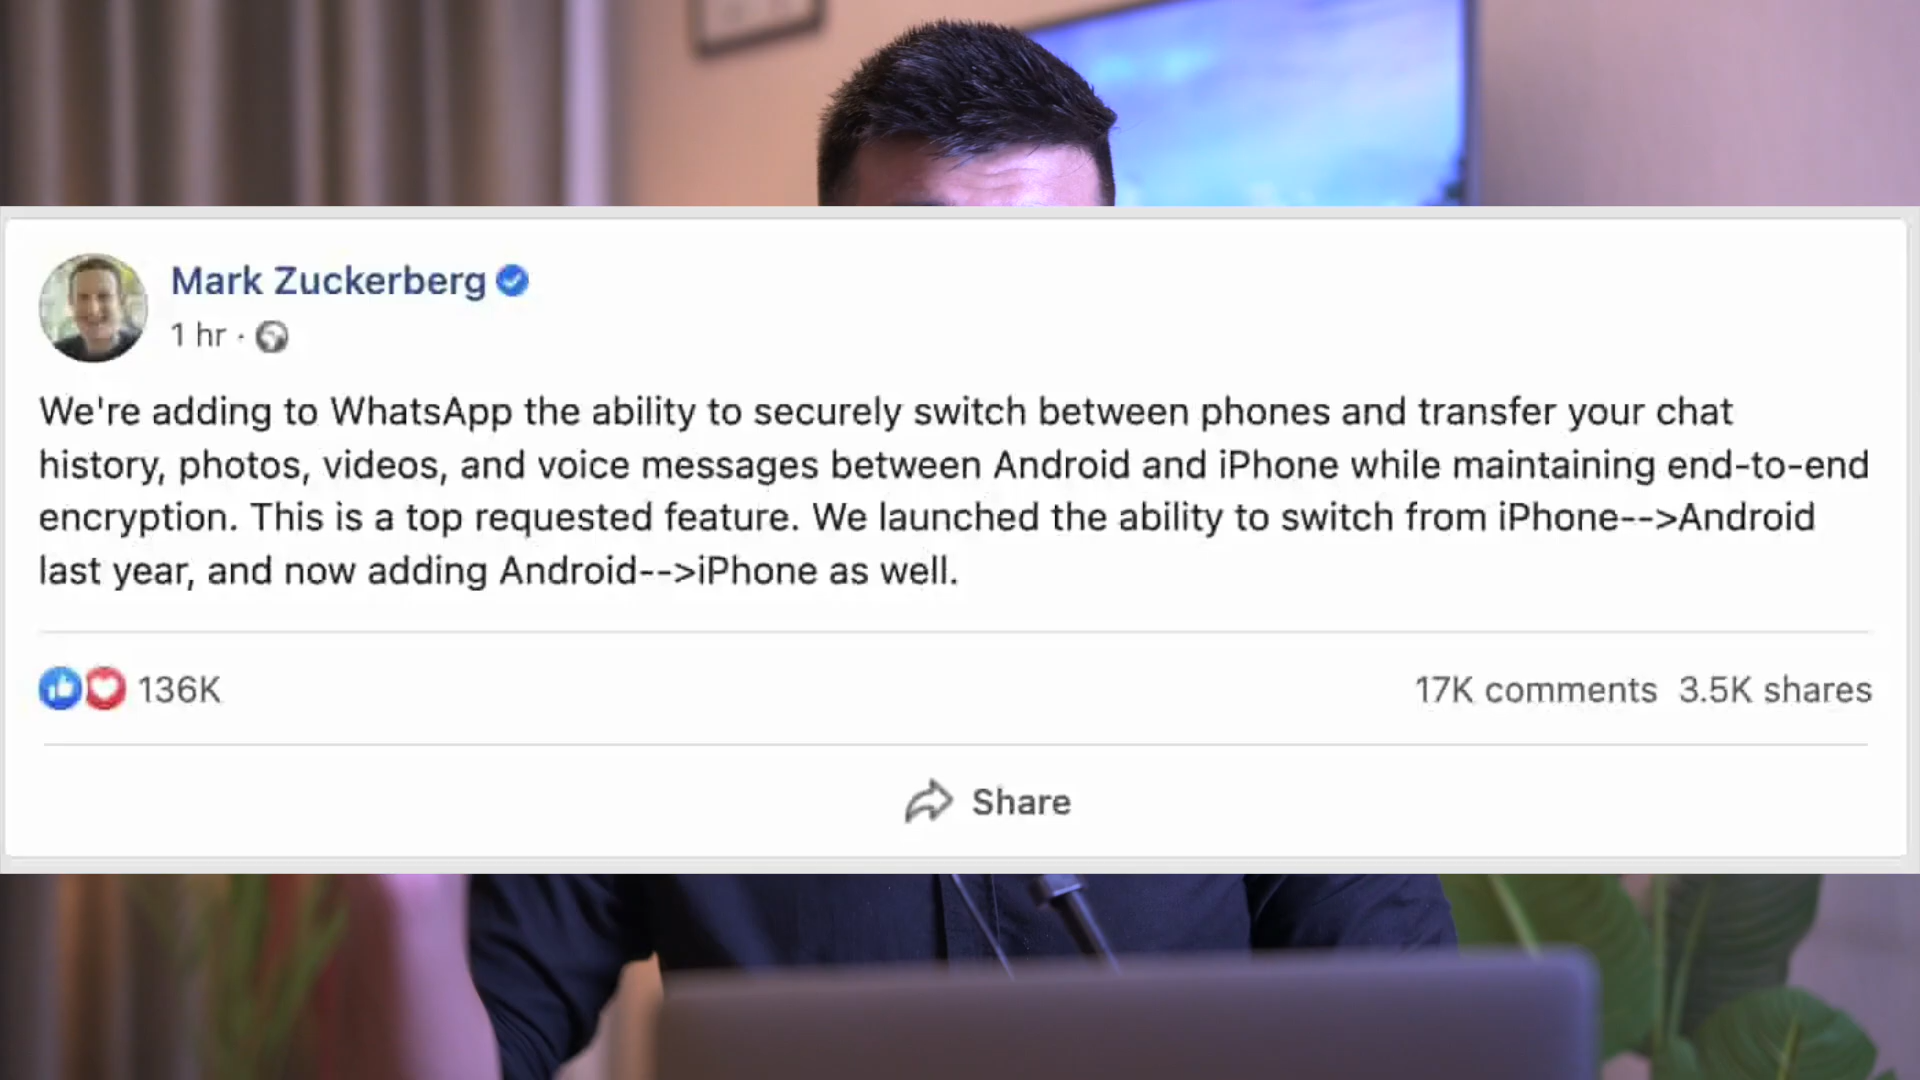 Mark Zuckerberg
1 hr ·
We're adding to WhatsApp the ability to securely switch between phones and transfer your chat
history, photos, videos, and voice messages between Android and iPhone while maintaining end-to-end
encryption. This is a top requested feature. We launched the ability to switch from iPhone-->Android
last year, and now adding Android-->iPhone as well.
136K
17K comments 3.5K shares
Share